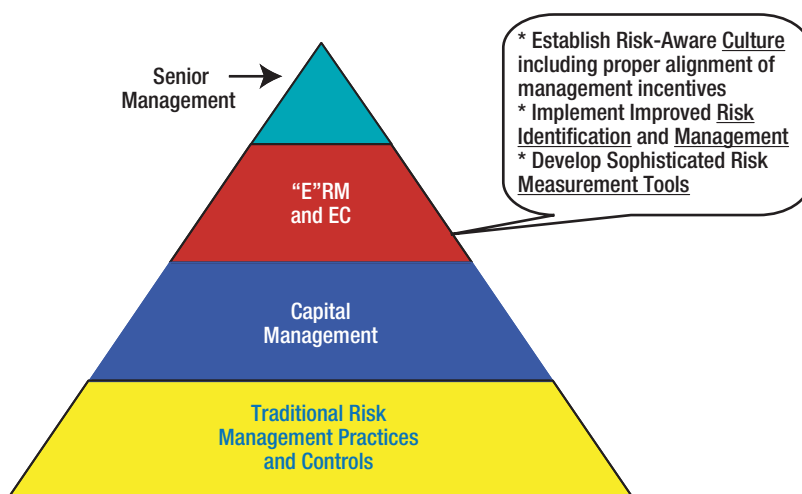 * Establish Risk-Aware Culture
including proper alignment of
management incentives
* Implement Improved Risk
Identification and Management
* Develop Sophisticated Risk
Measurement Tools
Senior
Management
“E”RM
and EC
Capital
Management
Traditional Risk
Management Practices
and Controls